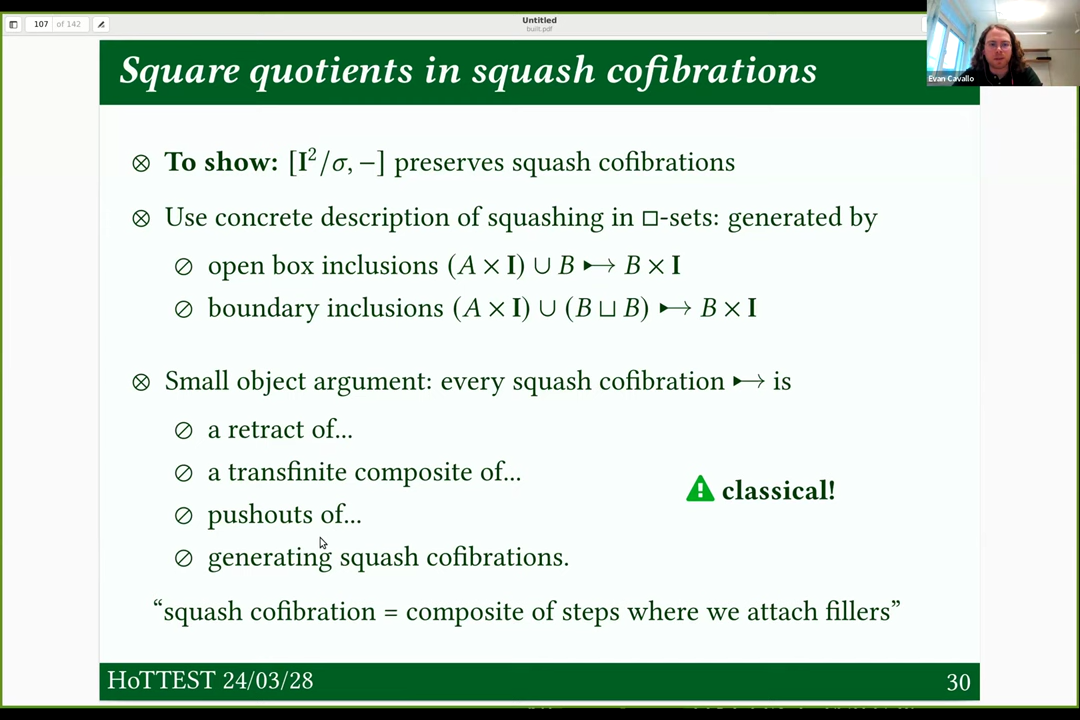 107 of 142
Untitled
built.pdf
Evan Cavallo
Square quotients in squash cofibrations
⊗ To show: [I²/σ, −] preserves squash cofibrations
⊗ Use concrete description of squashing in □-sets: generated by
⊘ open box inclusions (A × I) ∪ B ↣ B × I
⊘ boundary inclusions (A × I) ∪ (B ⊔ B) ↣ B × I
⊗ Small object argument: every squash cofibration ↣ is
⊘ a retract of...
⊘ a transfinite composite of...
⊘ pushouts of...
⊘ generating squash cofibrations.
classical!
“squash cofibration = composite of steps where we attach fillers”
HoTTEST 24/03/28
30